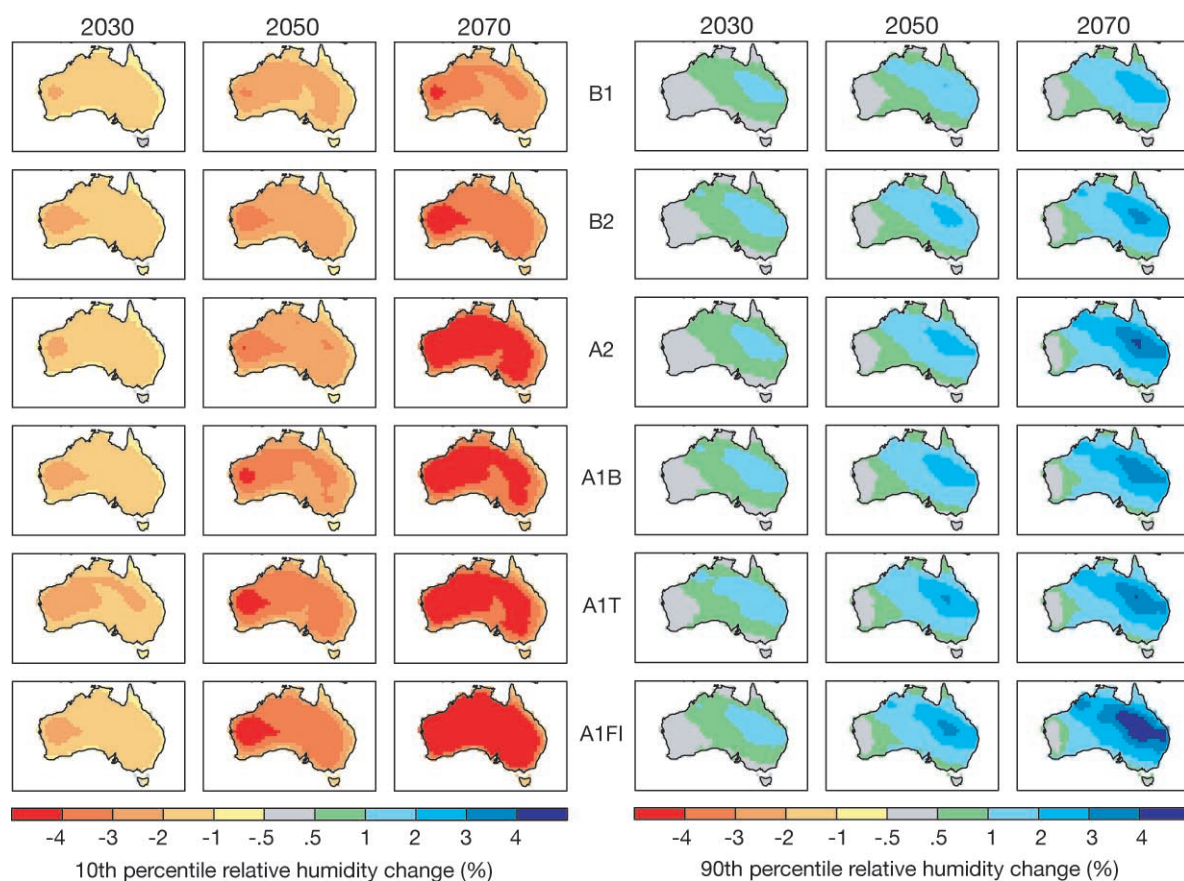 2030 2050 2070 2030 2050 2070
B1
B2
A2
A1B
A1T
A1FI
-4 -3 -2 -1 -.5 .5 1 2 3 4 -4 -3 -2 -1 -.5 .5 1 2 3 4
10th percentile relative humidity change (%) 90th percentile relative humidity change (%)